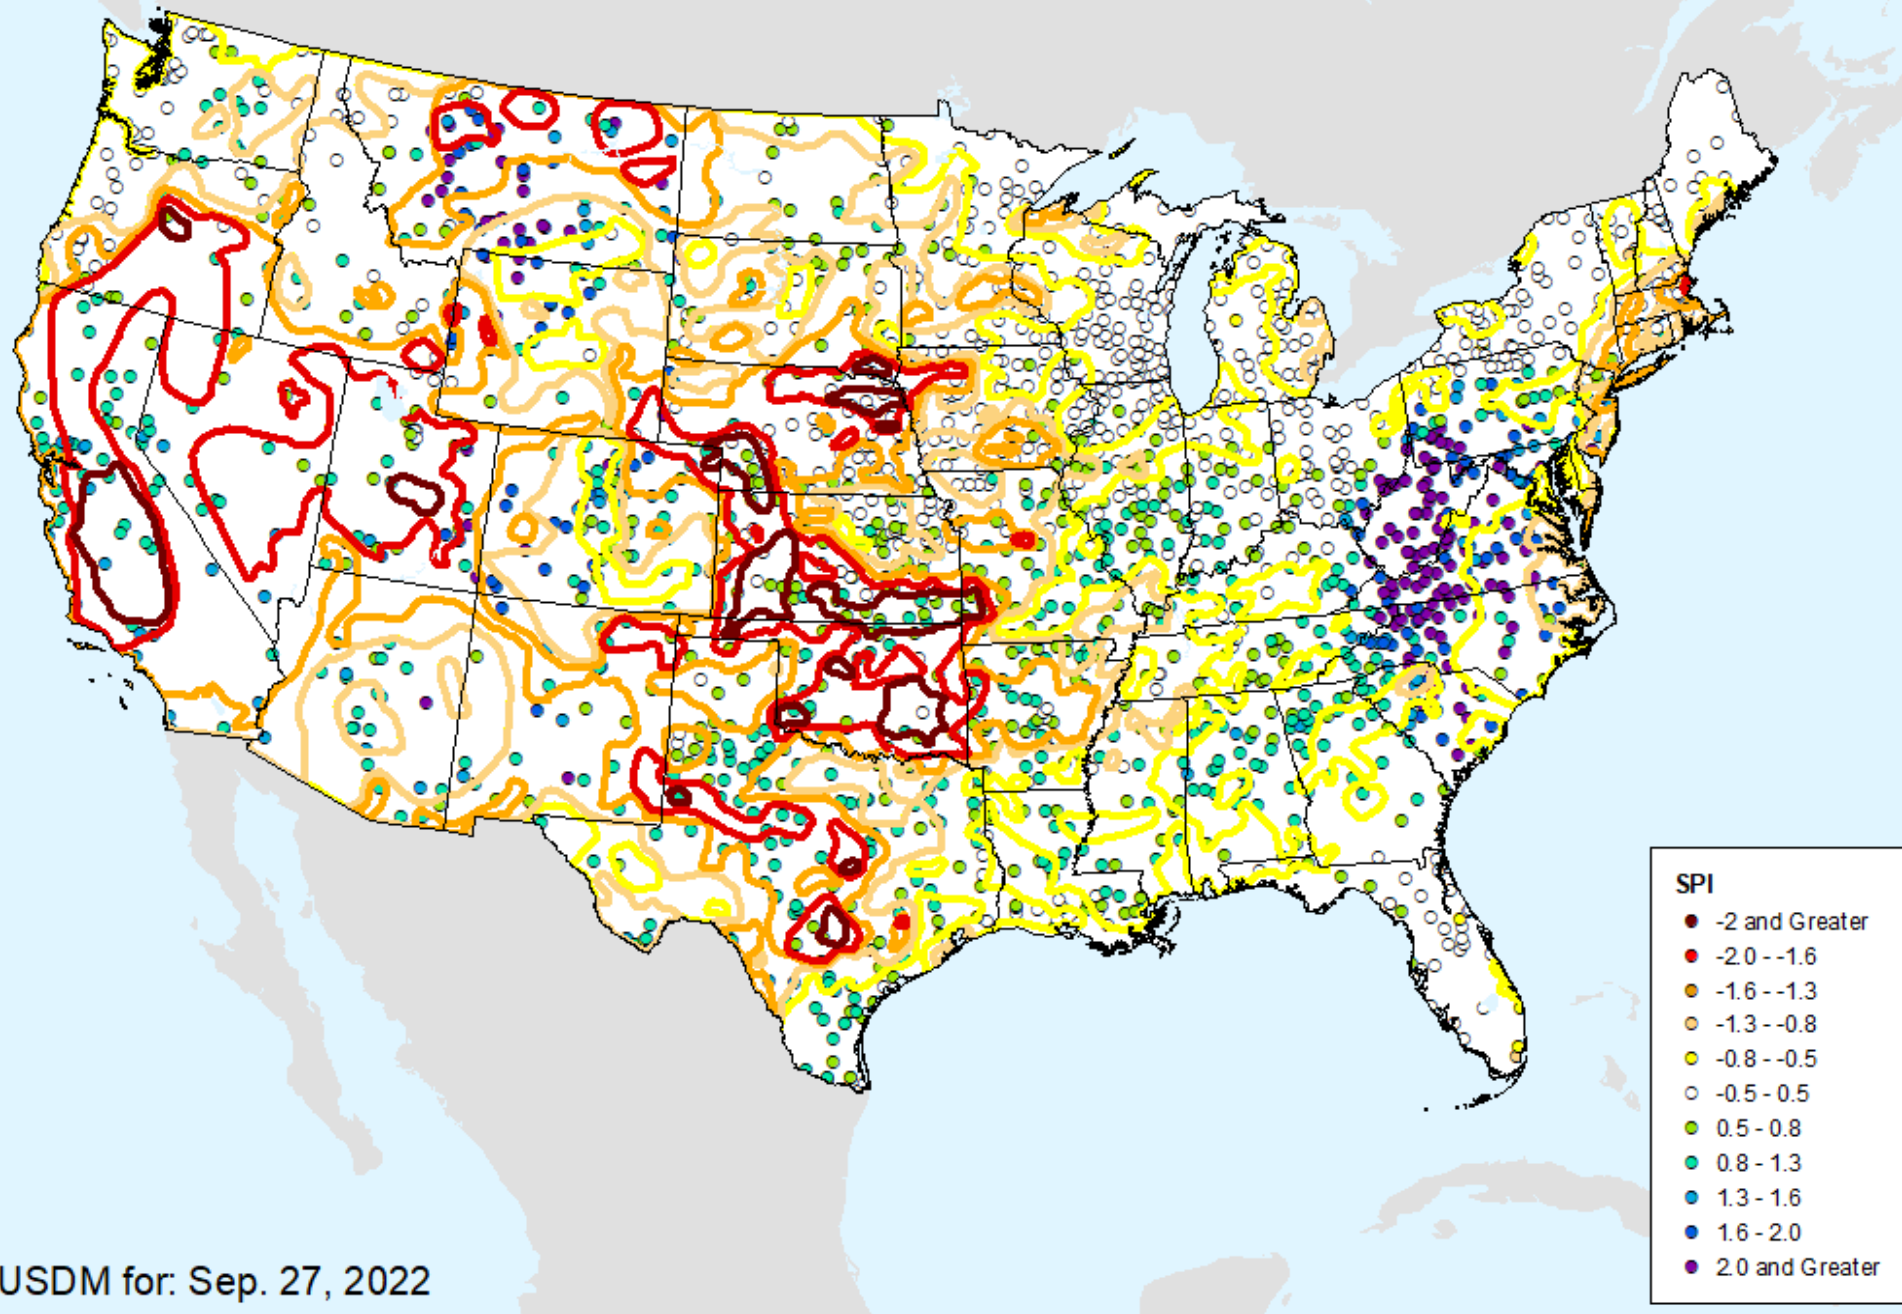 SPI
-2 and Greater
-2.0 - -1.6
-1.6 - -1.3
-1.3 - -0.8
-0.8 - -0.5
-0.5 - 0.5
0.5 - 0.8
0.8 - 1.3
1.3 - 1.6
1.6 - 2.0
2.0 and Greater
USDM for: Sep. 27, 2022